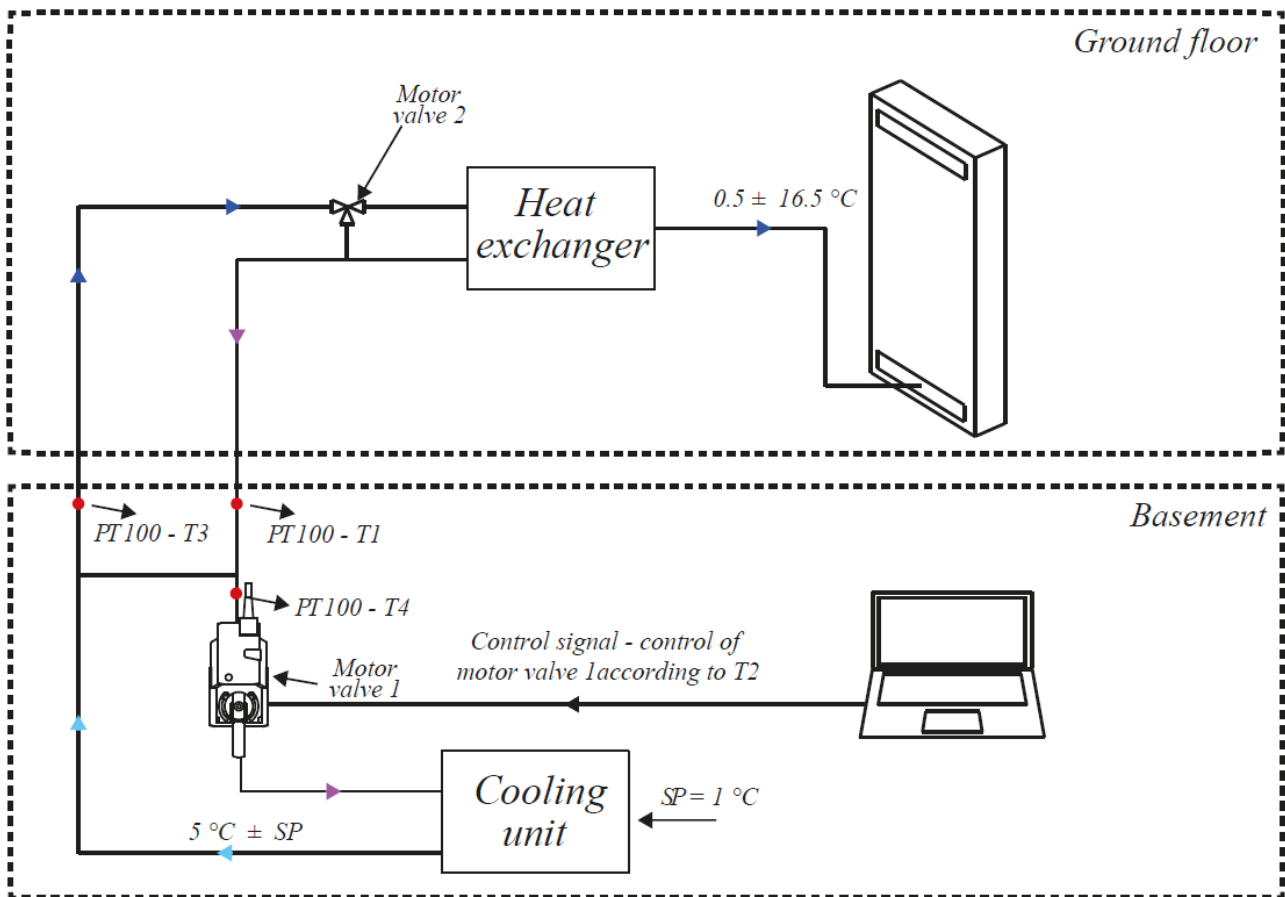 Ground floor
Motor
valve 2
Heat
exchanger
0.5 ± 16.5 °C
PT100 - T3
PT100 - T1
Basement
PT100 - T4
Control signal - control of
motor valve 1according to T2
Motor
valve 1
Cooling
unit
SP = 1 °C
5 °C ± SP